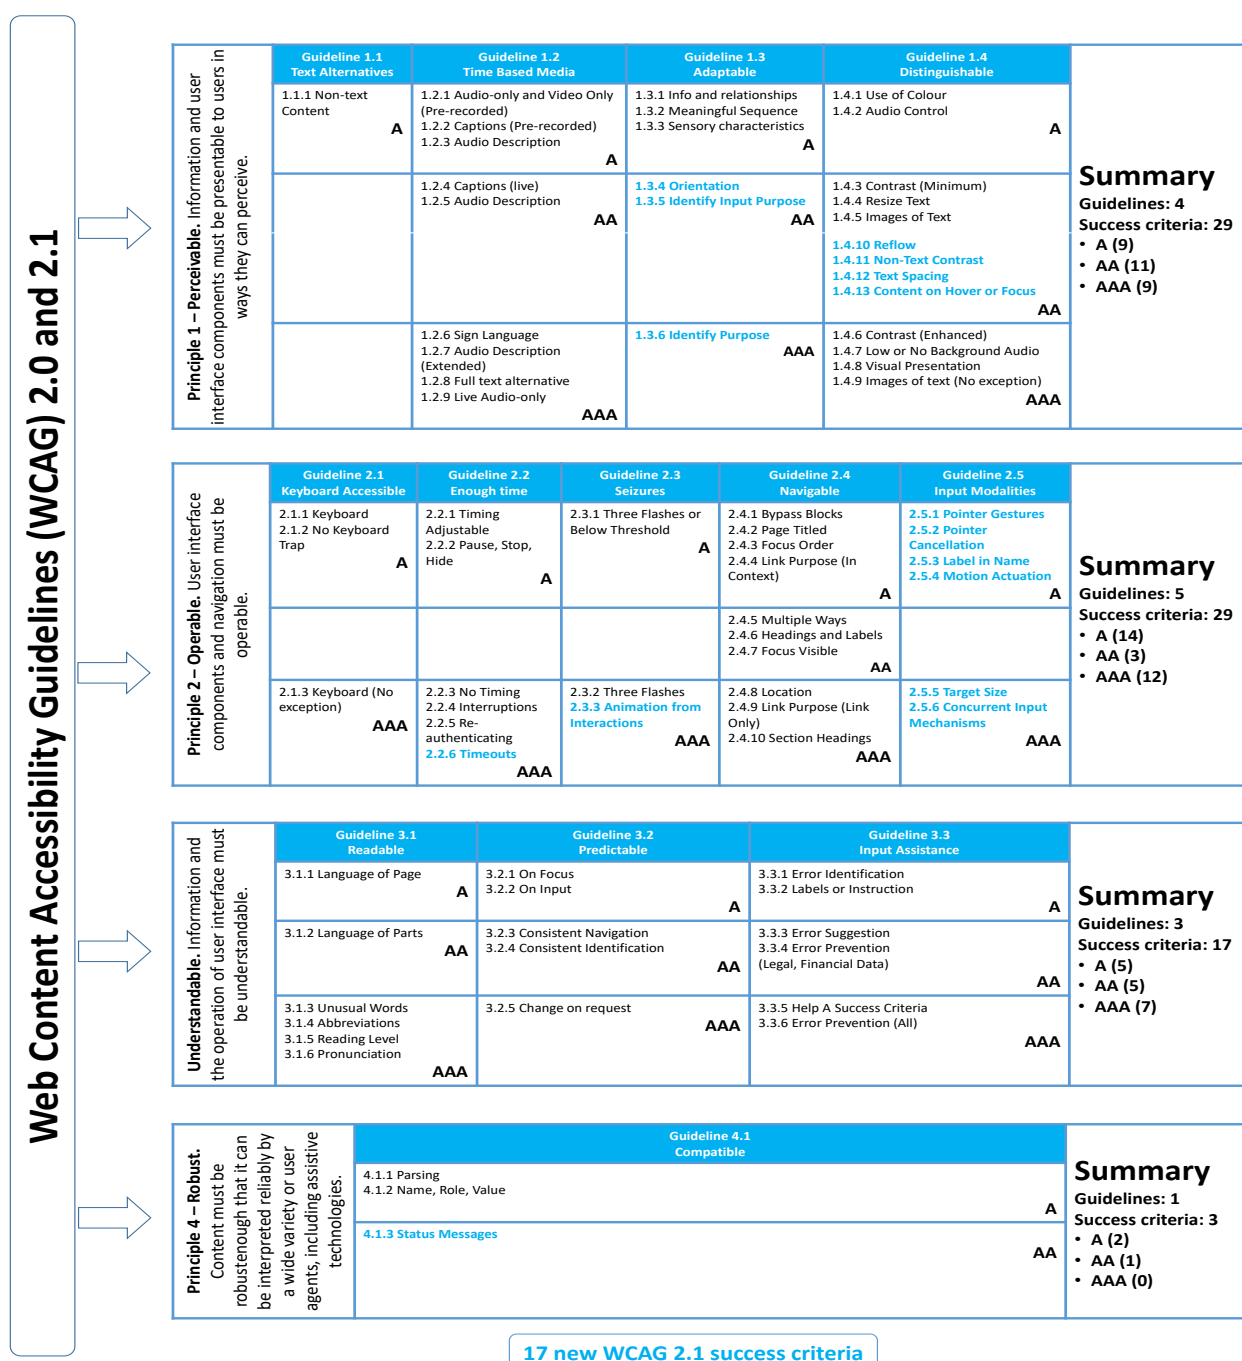 Web Content Accessibility Guidelines (WCAG) 2.0 and 2.1
Principle 1 – Perceivable. Information and user
interface components must be presentable to users in
ways they can perceive.
Guideline 1.1
Text Alternatives
Guideline 1.2
Time Based Media
Guideline 1.3
Adaptable
Guideline 1.4
Distinguishable
1.1.1 Non-text
Content
A
1.2.1 Audio-only and Video Only
(Pre-recorded)
1.2.2 Captions (Pre-recorded)
1.2.3 Audio Description
A
1.3.1 Info and relationships
1.3.2 Meaningful Sequence
1.3.3 Sensory characteristics
A
1.4.1 Use of Colour
1.4.2 Audio Control
A
1.2.4 Captions (live)
1.2.5 Audio Description
AA
1.3.4 Orientation
1.3.5 Identify Input Purpose
AA
1.4.3 Contrast (Minimum)
1.4.4 Resize Text
1.4.5 Images of Text
1.4.10 Reflow
1.4.11 Non-Text Contrast
1.4.12 Text Spacing
1.4.13 Content on Hover or Focus
AA
1.2.6 Sign Language
1.2.7 Audio Description
(Extended)
1.2.8 Full text alternative
1.2.9 Live Audio-only
AAA
1.3.6 Identify Purpose
AAA
1.4.6 Contrast (Enhanced)
1.4.7 Low or No Background Audio
1.4.8 Visual Presentation
1.4.9 Images of text (No exception)
AAA
Summary
Guidelines: 4
Success criteria: 29
• A (9)
• AA (11)
• AAA (9)
Principle 2 – Operable. User interface
components and navigation must be
operable.
Guideline 2.1
Keyboard Accessible
Guideline 2.2
Enough time
Guideline 2.3
Seizures
Guideline 2.4
Navigable
Guideline 2.5
Input Modalities
2.1.1 Keyboard
2.1.2 No Keyboard
Trap
A
2.2.1 Timing
Adjustable
2.2.2 Pause, Stop,
Hide
A
2.3.1 Three Flashes or
Below Threshold
A
2.4.1 Bypass Blocks
2.4.2 Page Titled
2.4.3 Focus Order
2.4.4 Link Purpose (In
Context)
A
2.5.1 Pointer Gestures
2.5.2 Pointer
Cancellation
2.5.3 Label in Name
2.5.4 Motion Actuation
A
2.4.5 Multiple Ways
2.4.6 Headings and Labels
2.4.7 Focus Visible
AA
2.1.3 Keyboard (No
exception)
AAA
2.2.3 No Timing
2.2.4 Interruptions
2.2.5 Re-
authenticating
2.2.6 Timeouts
AAA
2.3.2 Three Flashes
2.3.3 Animation from
Interactions
AAA
2.4.8 Location
2.4.9 Link Purpose (Link
Only)
2.4.10 Section Headings
AAA
2.5.5 Target Size
2.5.6 Concurrent Input
Mechanisms
AAA
Summary
Guidelines: 5
Success criteria: 29
• A (14)
• AA (3)
• AAA (12)
Understandable. Information and
the operation of user interface must
be understandable.
Guideline 3.1
Readable
Guideline 3.2
Predictable
Guideline 3.3
Input Assistance
3.1.1 Language of Page
A
3.2.1 On Focus
3.2.2 On Input
A
3.3.1 Error Identification
3.3.2 Labels or Instruction
A
3.1.2 Language of Parts
AA
3.2.3 Consistent Navigation
3.2.4 Consistent Identification
AA
3.3.3 Error Suggestion
3.3.4 Error Prevention
(Legal, Financial Data)
AA
3.1.3 Unusual Words
3.1.4 Abbreviations
3.1.5 Reading Level
3.1.6 Pronunciation
AAA
3.2.5 Change on request
AAA
3.3.5 Help A Success Criteria
3.3.6 Error Prevention (All)
AAA
Summary
Guidelines: 3
Success criteria: 17
• A (5)
• AA (5)
• AAA (7)
Principle 4 – Robust.
Content must be
robustenough that it can
be interpreted reliably by
a wide variety or user
agents, including assistive
technologies.
Guideline 4.1
Compatible
4.1.1 Parsing
4.1.2 Name, Role, Value
A
4.1.3 Status Messages
AA
Summary
Guidelines: 1
Success criteria: 3
• A (2)
• AA (1)
• AAA (0)
17 new WCAG 2.1 success criteria